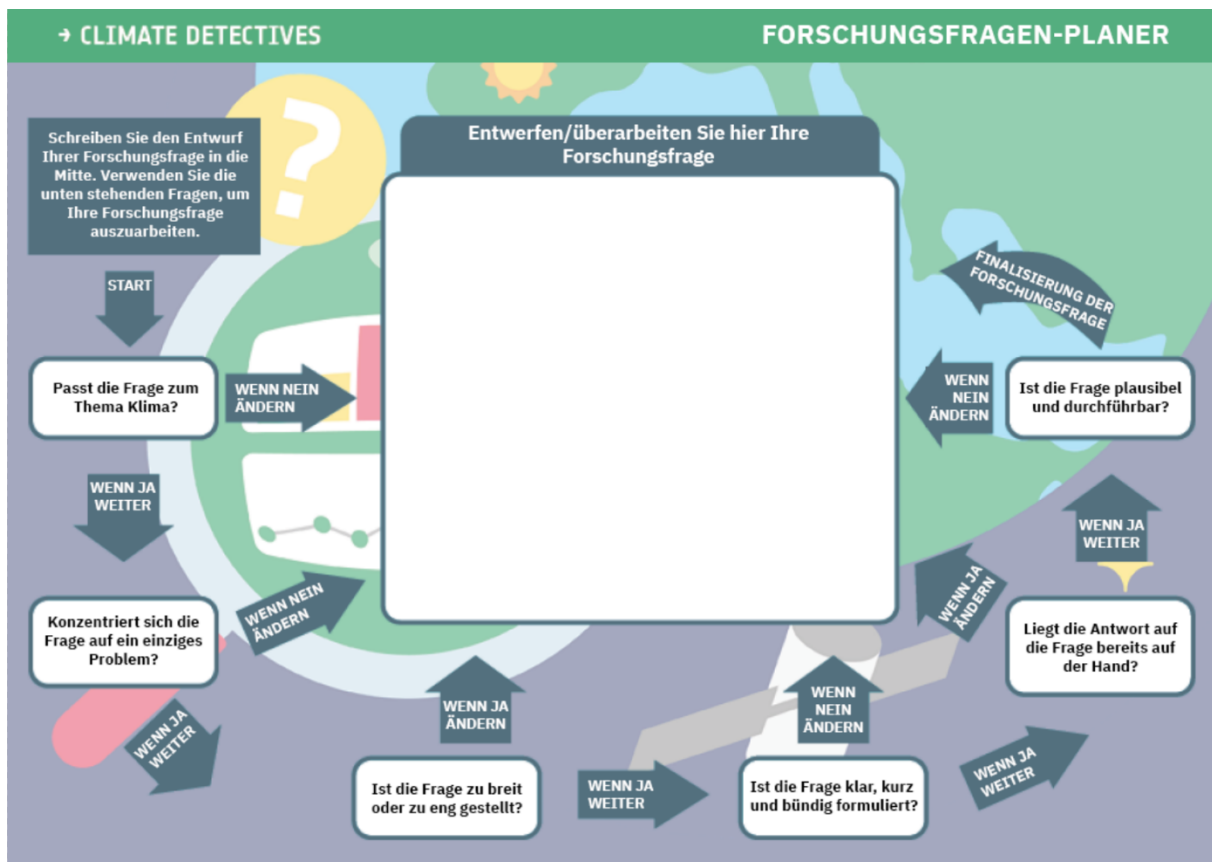 → CLIMATE DETECTIVES
FORSCHUNGSFRAGEN-PLANER
Schreiben Sie den Entwurf
Ihrer Forschungsfrage in die
Mitte. Verwenden Sie die
unten stehenden Fragen, um
Ihre Forschungsfrage
auszuarbeiten.
Entwerfen/überarbeiten Sie hier Ihre
Forschungsfrage
START
Passt die Frage zum
Thema Klima?
WENN NEIN
ÄNDERN
WENN JA
WEITER
Konzentriert sich die
Frage auf ein einziges
Problem?
WENN NEIN
ÄNDERN
WENN JA
WEITER
Ist die Frage zu breit
oder zu eng gestellt?
WENN JA
ÄNDERN
WENN JA
WEITER
Ist die Frage klar, kurz
und bündig formuliert?
WENN
NEIN
ÄNDERN
WENN JA
WEITER
Liegt die Antwort auf
die Frage bereits auf
der Hand?
WENN JA
ÄNDERN
WENN JA
WEITER
Ist die Frage plausibel
und durchführbar?
WENN
NEIN
ÄNDERN
FINALISIERUNG DER
FORSCHUNGSFRAGE
?